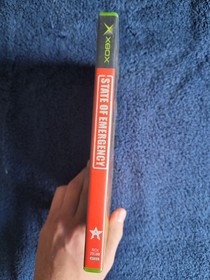 XBOX
STATE OF EMERGENCY